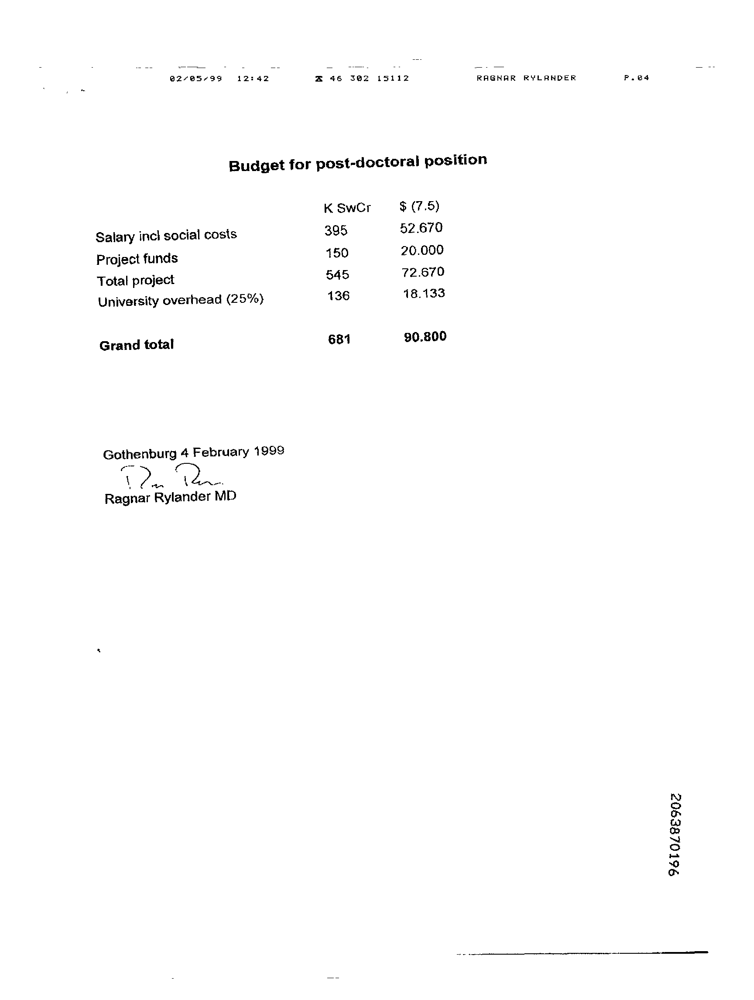 02/05/99 12:42 ☎ 46 302 15112 RAGNAR RYLANDER P.04
Budget for post-doctoral position
K SwCr $ (7.5)
Salary incl social costs 395 52.670
Project funds 150 20.000
Total project 545 72.670
University overhead (25%) 136 18.133
Grand total 681 90.800
Gothenburg 4 February 1999
Ragnar Rylander MD
2063870196